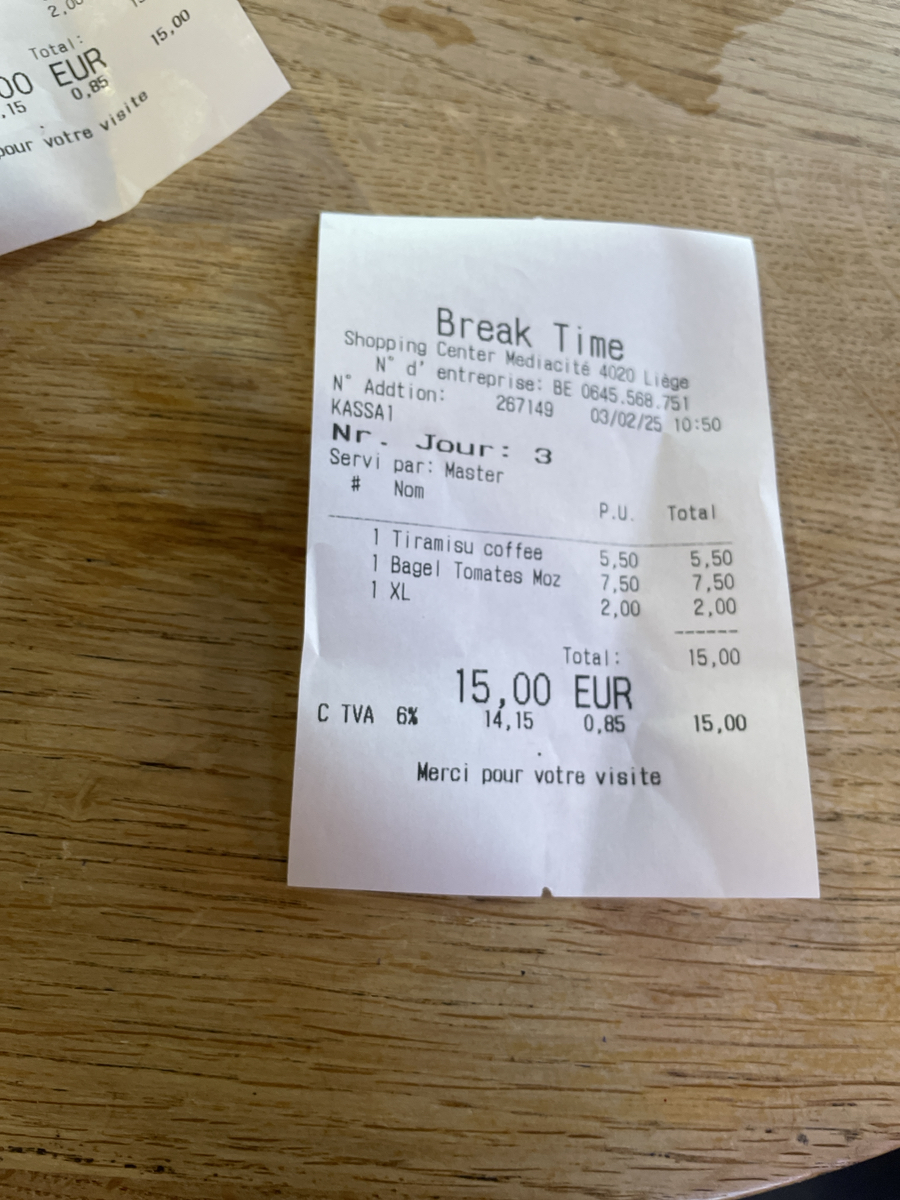 2,00
Total: 15,00
00 EUR
,15 0,85
pour votre visite
Break Time
Shopping Center Mediacité 4020 Liège
N° d' entreprise: BE 0645.568.751
N° Addtion: 267149 03/02/25 10:50
KASSA1
Nr. Jour: 3
Servi par: Master
# Nom P.U. Total
1 Tiramisu coffee 5,50 5,50
1 Bagel Tomates Moz 7,50 7,50
1 XL 2,00 2,00
------
Total: 15,00
15,00 EUR
C TVA 6% 14,15 0,85 15,00
.
Merci pour votre visite